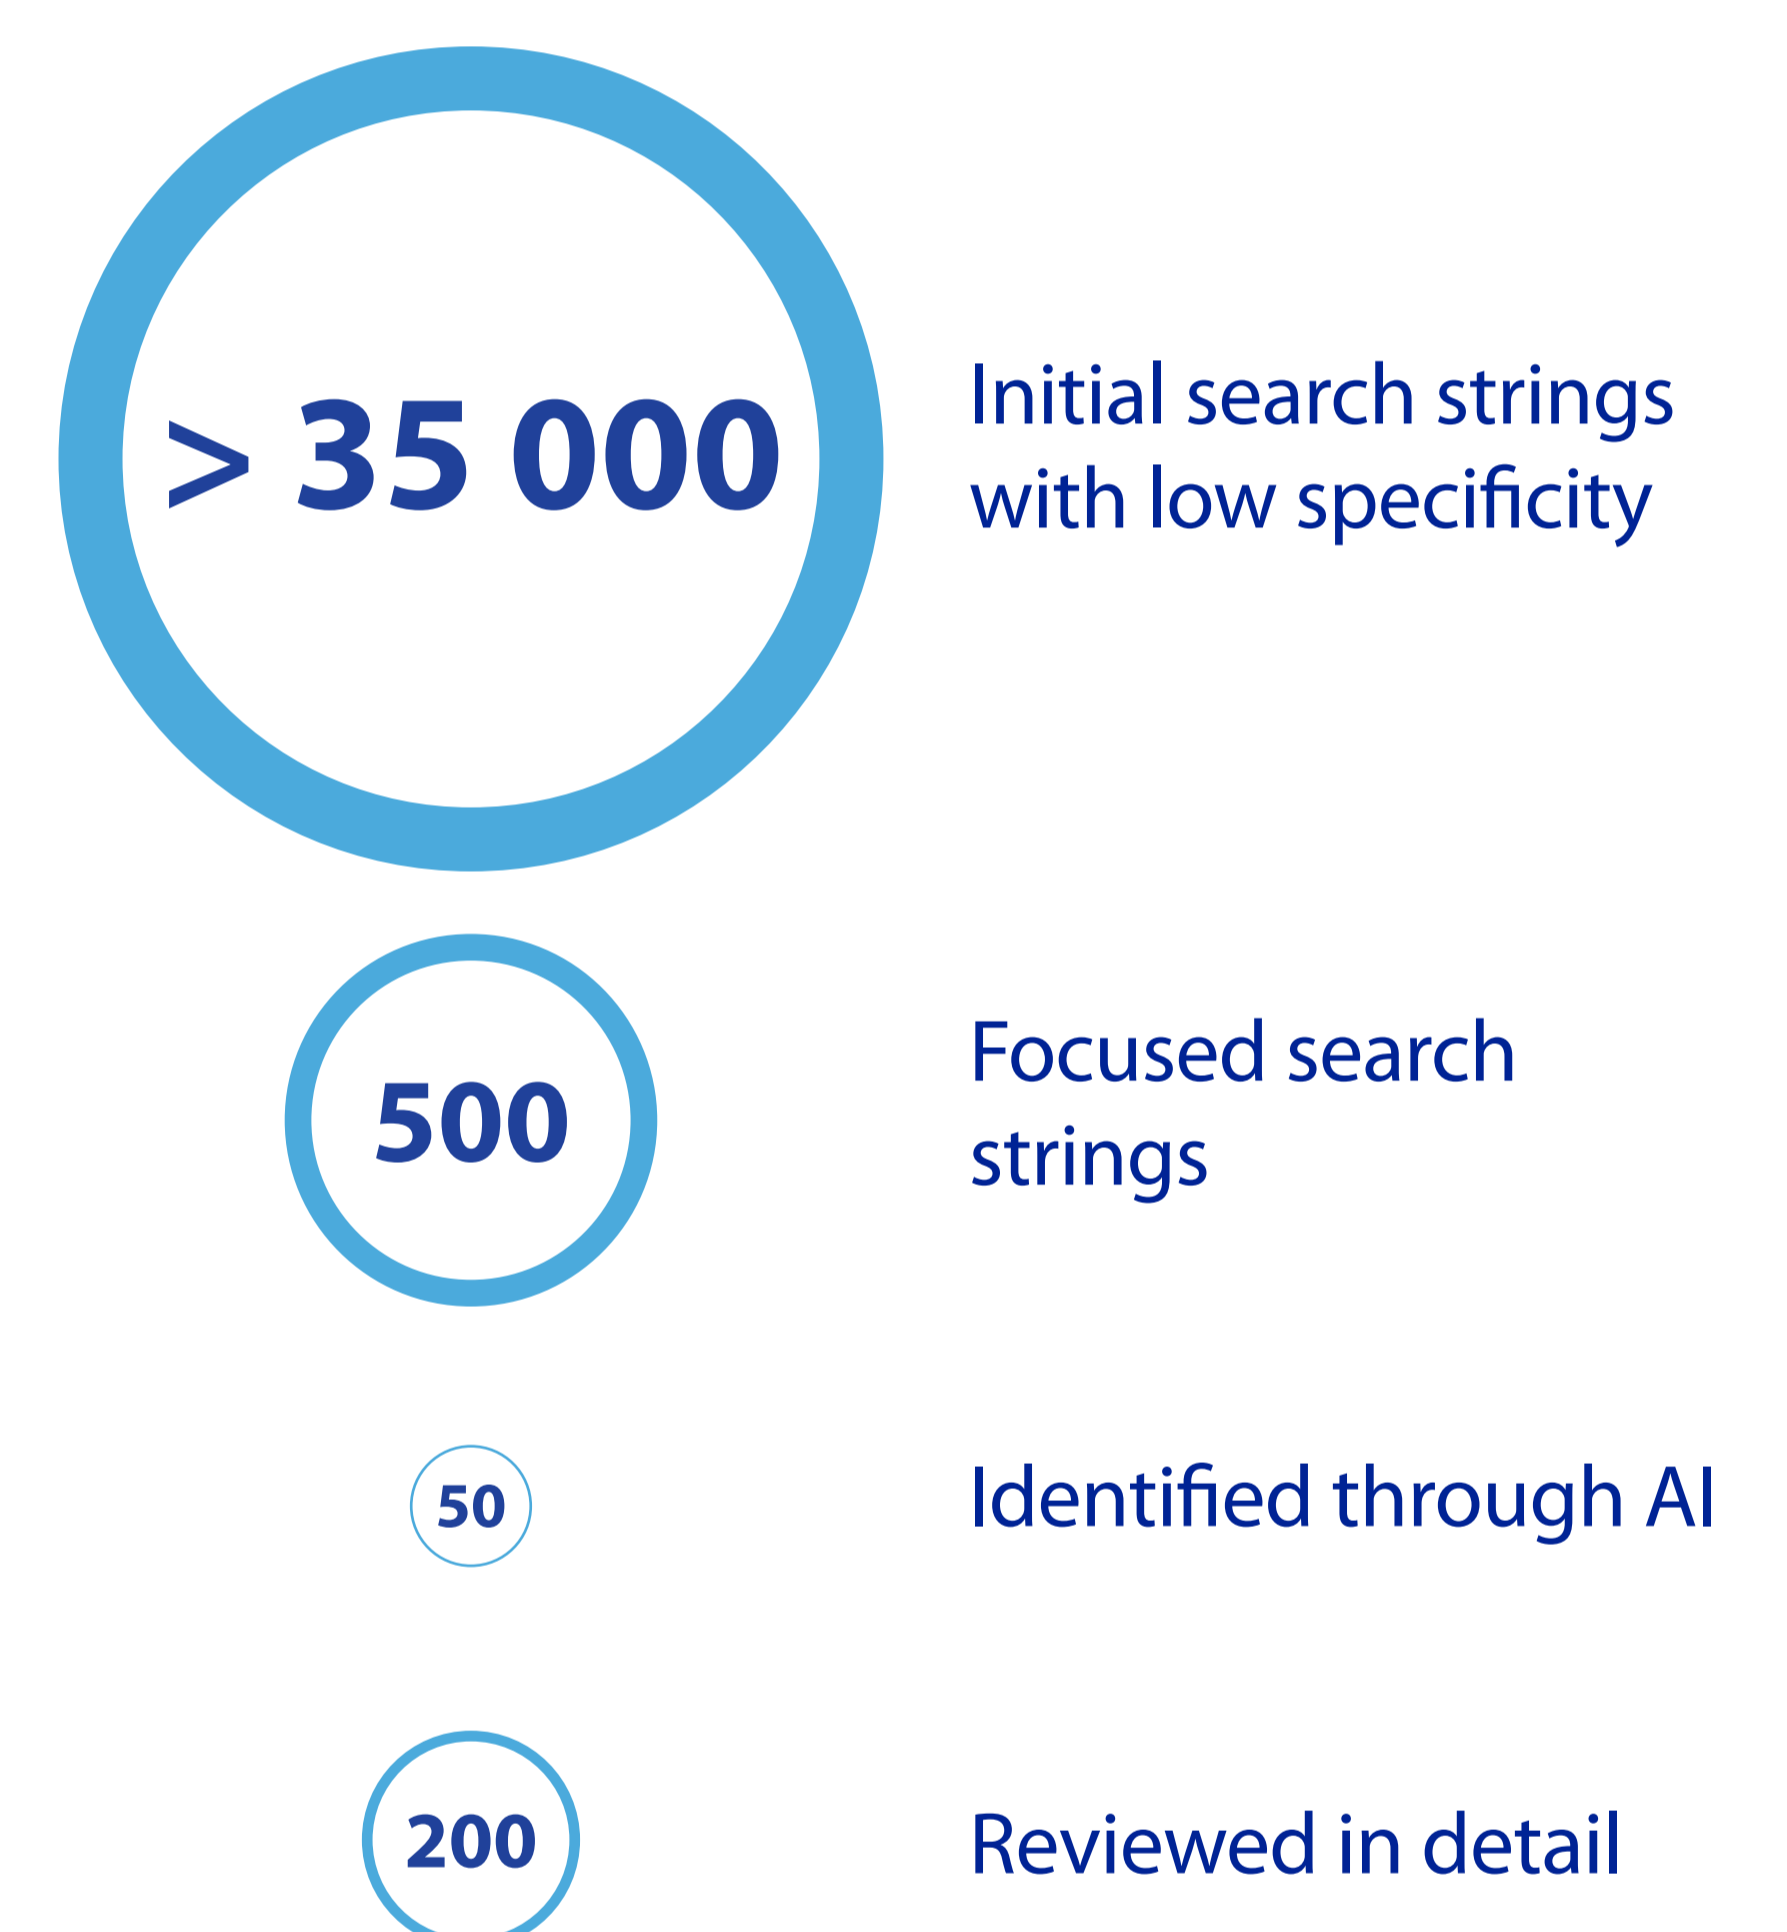 > 35 000
Initial search strings
with low specificity
500
Focused search
strings
50
Identified through AI
200
Reviewed in detail